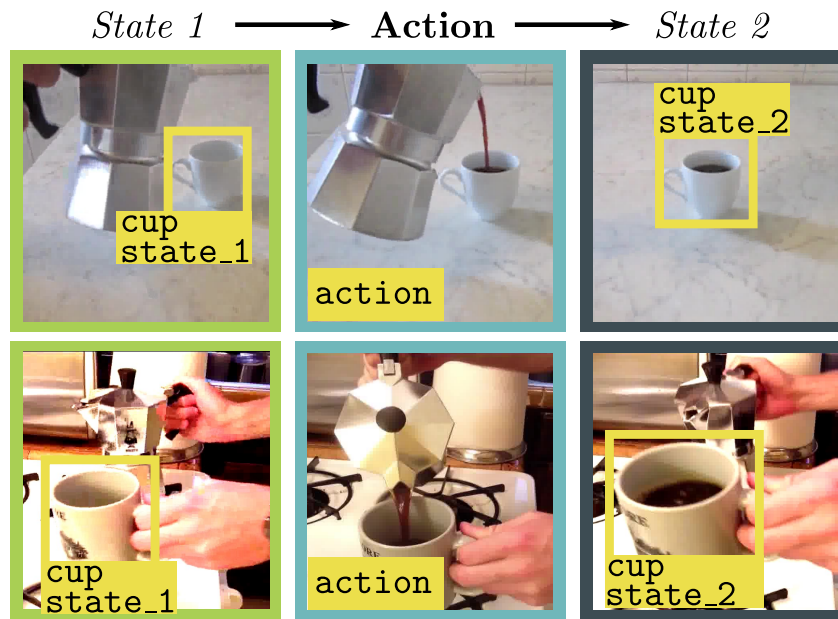 State 1 Action State 2
cup
state_1
action
cup
state_2
cup
state_1
action
cup
state_2